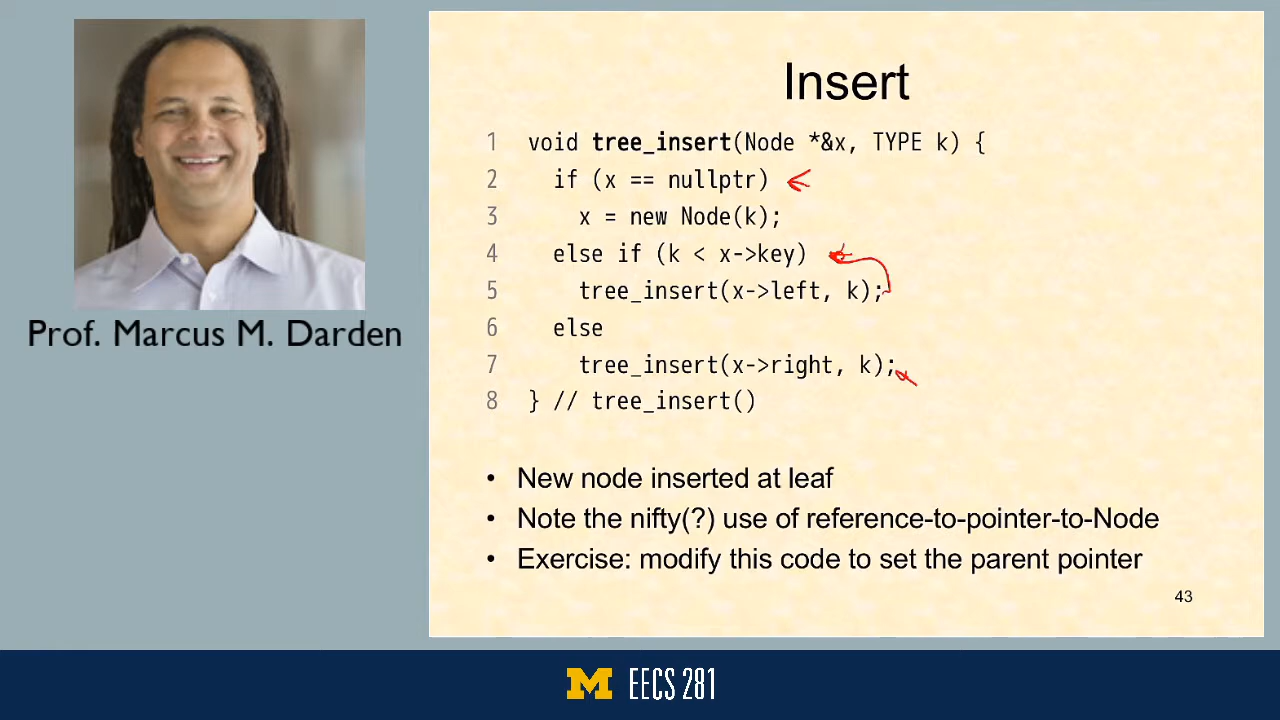 Prof. Marcus M. Darden
Insert
1 void tree_insert(Node *&x, TYPE k) {
2 if (x == nullptr)
3 x = new Node(k);
4 else if (k < x->key)
5 tree_insert(x->left, k);
6 else
7 tree_insert(x->right, k);
8 } // tree_insert()
• New node inserted at leaf
• Note the nifty(?) use of reference-to-pointer-to-Node
• Exercise: modify this code to set the parent pointer
43
M EECS 281